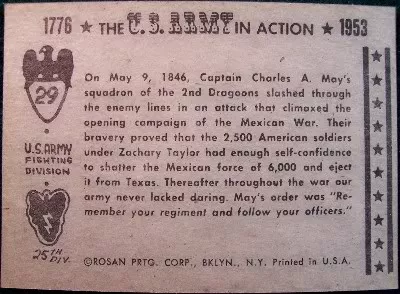 1776 ★ THE U.S. ARMY IN ACTION ★ 1953
29
U.S. ARMY
FIGHTING
DIVISION
25TH
DIV.
On May 9, 1846, Captain Charles A. May's
squadron of the 2nd Dragoons slashed through
the enemy lines in an attack that climaxed the
opening campaign of the Mexican War. Their
bravery proved that the 2,500 American soldiers
under Zachary Taylor had enough self-confidence
to shatter the Mexican force of 6,000 and eject
it from Texas. Thereafter throughout the war our
army never lacked daring. May's order was "Re-
member your regiment and follow your officers."
©ROSAN PRTG. CORP., BKLYN., N.Y. Printed in U.S.A.